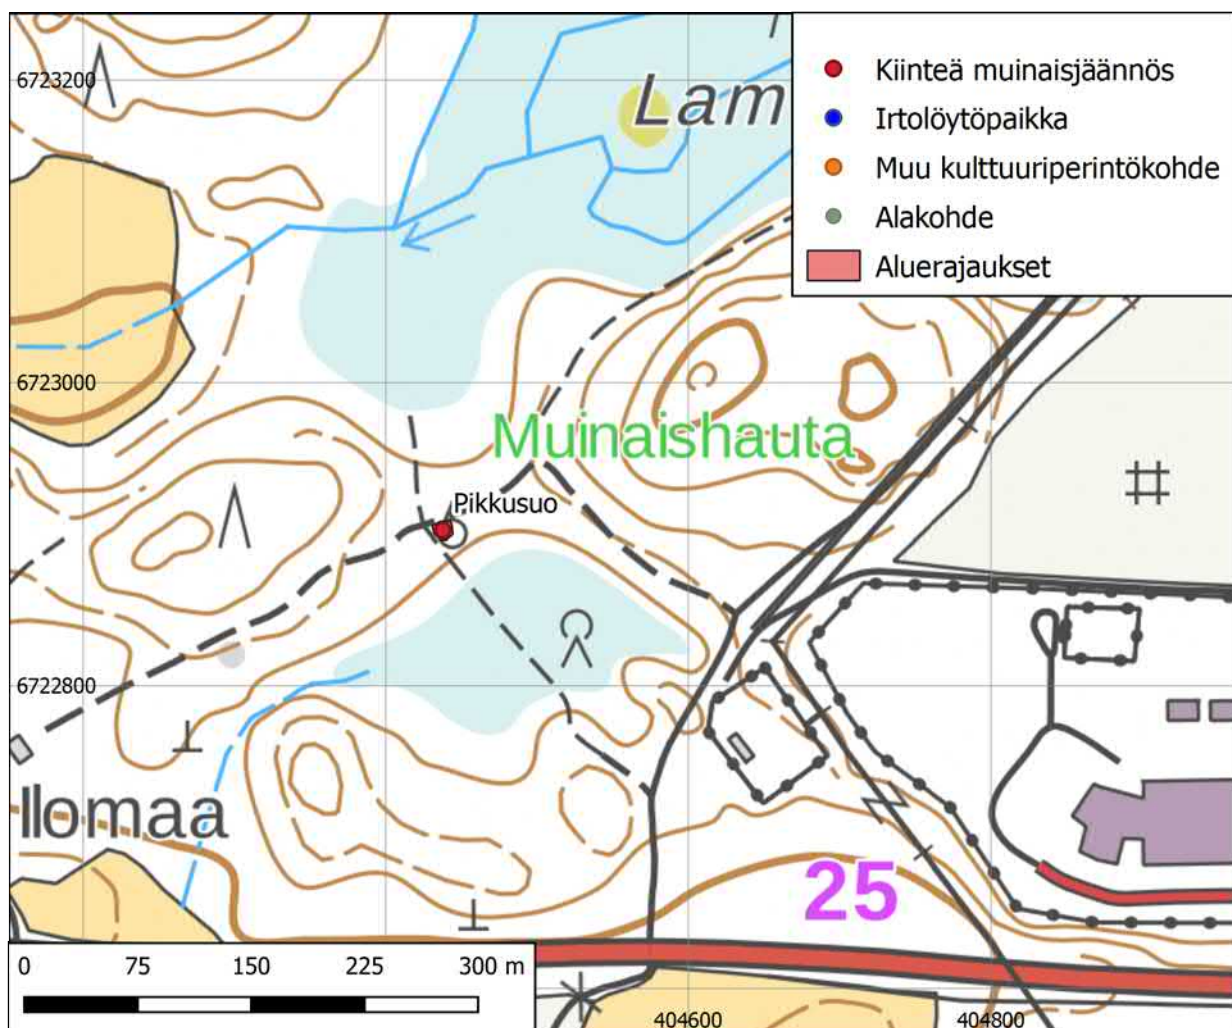 6723200
Lam
Kiinteä muinaisjäännös
Irtolöytöpaikka
Muu kulttuuriperintökohde
Alakohde
Aluerajaukset
6723000
Muinaishauta
Pikkusuo
6722800
Ilomaa
25
0 75 150 225 300 m
404600 404800